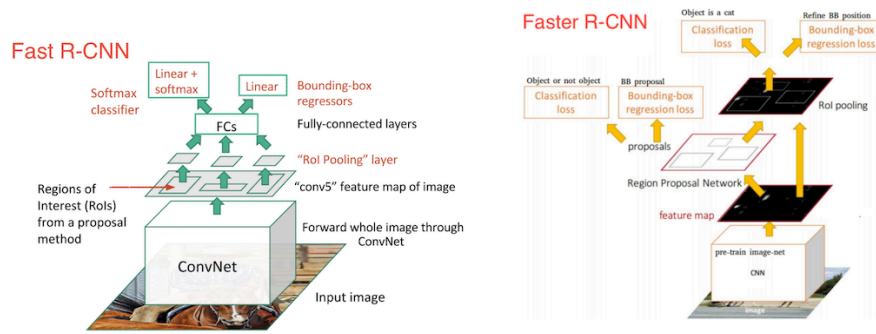 Fast R-CNN
Linear +
softmax
Linear
Softmax
classifier
Bounding-box
regressors
FCs
Fully-connected layers
"RoI Pooling" layer
"conv5" feature map of image
Regions of
Interest (RoIs)
from a proposal
method
Forward whole image through
ConvNet
ConvNet
Input image
Faster R-CNN
Object is a cat
Refine BB position
Classification
loss
Bounding-box
regression loss
Object or not object
BB proposal
Classification
loss
Bounding-box
regression loss
RoI pooling
proposals
Region Proposal Network
feature map
pre-train image-net
CNN
image